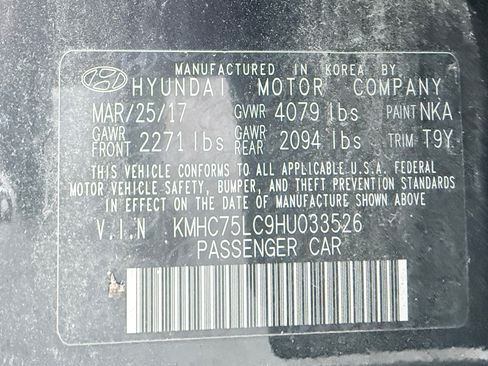 MANUFACTURED IN KOREA BY
HYUNDAI MOTOR COMPANY
MAR/25/17 GVWR 4079 lbs PAINT NKA
GAWR FRONT 2271 lbs GAWR REAR 2094 lbs TRIM T9Y
THIS VEHICLE CONFORMS TO ALL APPLICABLE U.S.A. FEDERAL
MOTOR VEHICLE SAFETY, BUMPER, AND THEFT PREVENTION STANDARDS
IN EFFECT ON THE DATE OF MANUFACTURE SHOWN ABOVE.
V.I.N KMHC75LC9HU033526
PASSENGER CAR